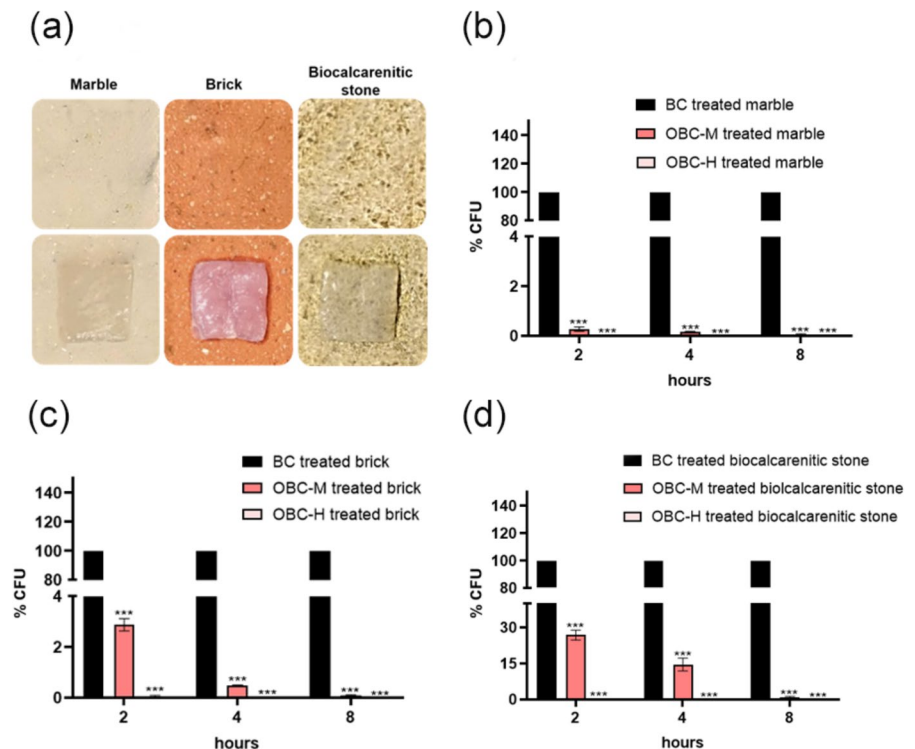 (a)
Marble
Brick
Biocalcarenitic
stone
(b)
BC treated marble
OBC-M treated marble
OBC-H treated marble
% CFU
140
120
100
80
4
2
0
***
***
***
***
***
***
2
4
8
hours
(c)
BC treated brick
OBC-M treated brick
OBC-H treated brick
% CFU
140
120
100
80
4
2
0
***
***
***
***
***
***
2
4
8
hours
(d)
BC treated biocalcarenitic stone
OBC-M treated biolcalcarenitic stone
OBC-H treated biocalcarenitic stone
% CFU
140
120
100
80
60
30
15
0
***
***
***
***
***
***
2
4
8
hours